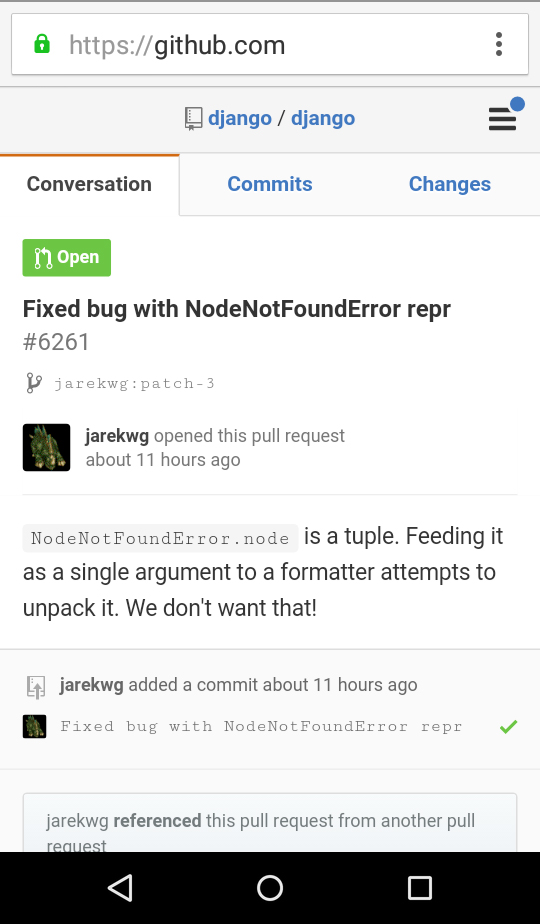 https://github.com
django / django
Conversation Commits Changes
Open
Fixed bug with NodeNotFoundError repr
#6261
jarekwg:patch-3
jarekwg opened this pull request
about 11 hours ago
NodeNotFoundError.node is a tuple. Feeding it
as a single argument to a formatter attempts to
unpack it. We don't want that!
jarekwg added a commit about 11 hours ago
Fixed bug with NodeNotFoundError repr
jarekwg referenced this pull request from another pull
request